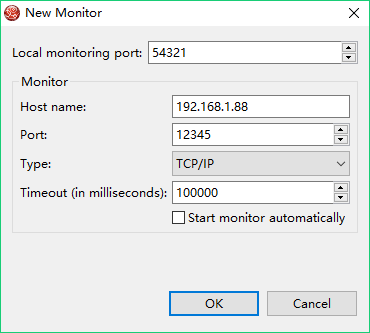 New Monitor
Local monitoring port: 54321
Monitor
Host name: 192.168.1.88
Port: 12345
Type: TCP/IP
Timeout (in milliseconds): 100000
Start monitor automatically
OK Cancel